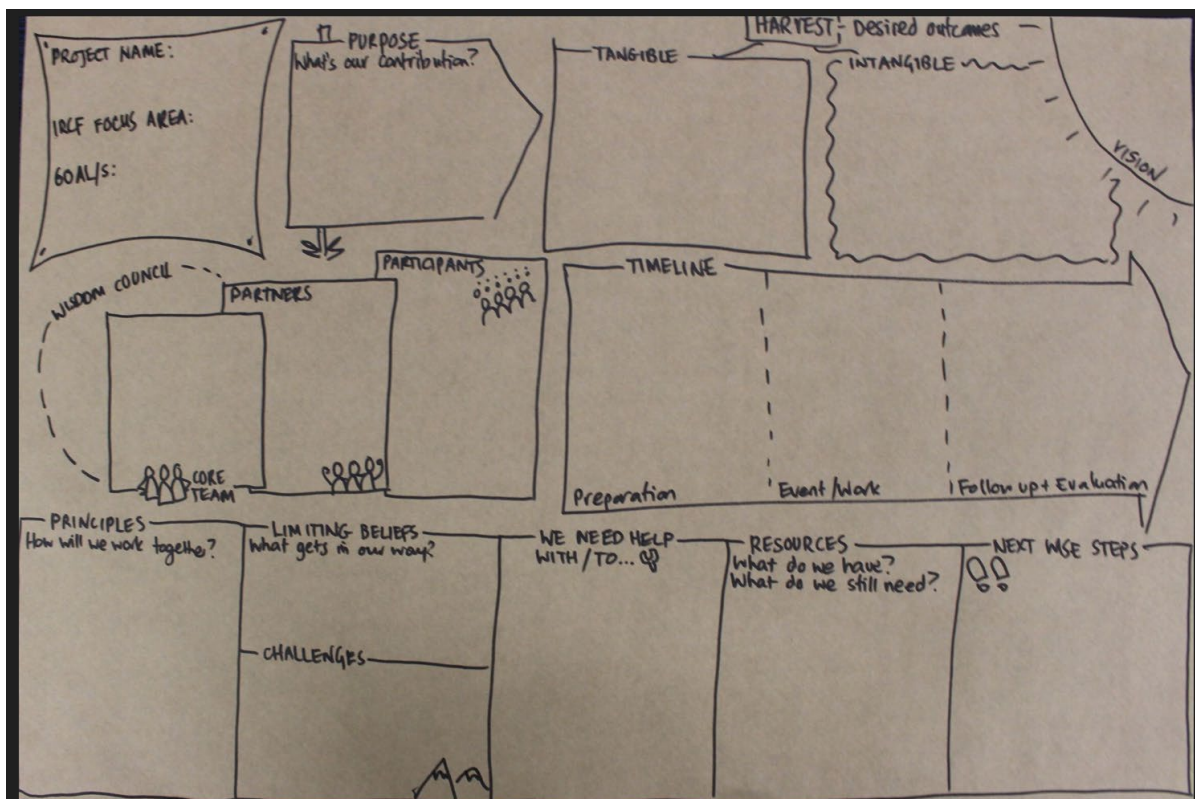 PROJECT NAME:
IRCF FOCUS AREA:
GOAL/S:
PURPOSE
What's our contribution?
HARVEST: Desired outcomes
TANGIBLE
INTANGIBLE
VISION
WISDOM COUNCIL
CORE
TEAM
PARTNERS
PARTICIPANTS
TIMELINE
Preparation
Event/Work
Follow up + Evaluation
PRINCIPLES
How will we work together?
LIMITING BELIEFS
What gets in our way?
CHALLENGES
WE NEED HELP
WITH/TO...
RESOURCES
What do we have?
What do we still need?
NEXT WISE STEPS